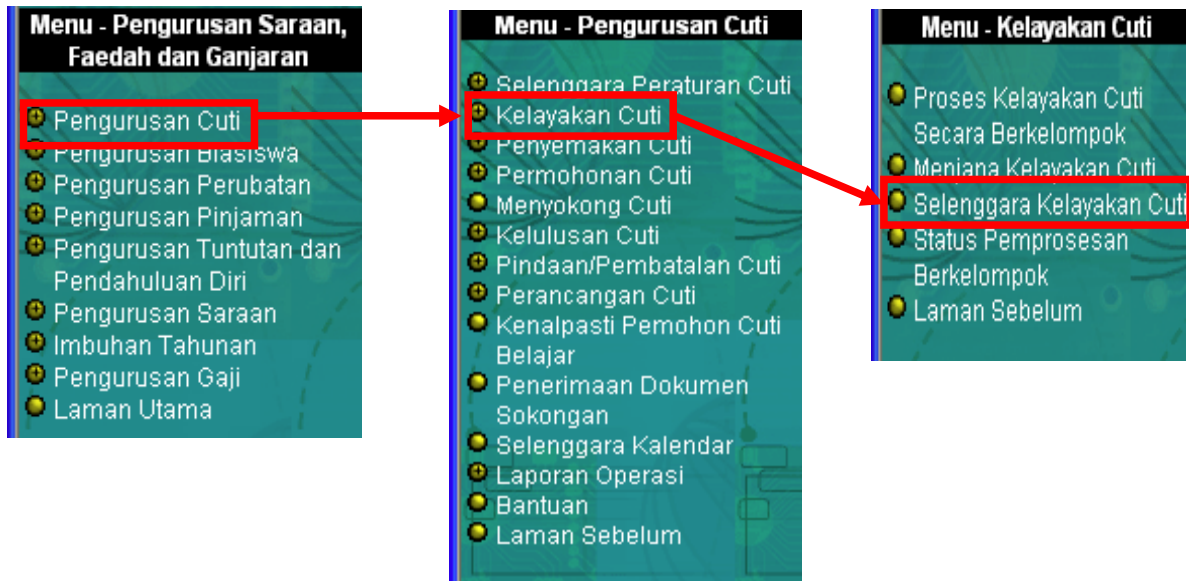 Menu - Pengurusan Saraan,
Faedah dan Ganjaran
Pengurusan Cuti
Pengurusan Biasiswa
Pengurusan Perubatan
Pengurusan Pinjaman
Pengurusan Tuntutan dan
Pendahuluan Diri
Pengurusan Saraan
Imbuhan Tahunan
Pengurusan Gaji
Laman Utama
Menu - Pengurusan Cuti
Selenggara Peraturan Cuti
Kelayakan Cuti
Penyemakan Cuti
Permohonan Cuti
Menyokong Cuti
Kelulusan Cuti
Pindaan/Pembatalan Cuti
Perancangan Cuti
Kenalpasti Pemohon Cuti
Belajar
Penerimaan Dokumen
Sokongan
Selenggara Kalendar
Laporan Operasi
Bantuan
Laman Sebelum
Menu - Kelayakan Cuti
Proses Kelayakan Cuti
Secara Berkelompok
Menjana Kelayakan Cuti
Selenggara Kelayakan Cuti
Status Pemprosesan
Berkelompok
Laman Sebelum